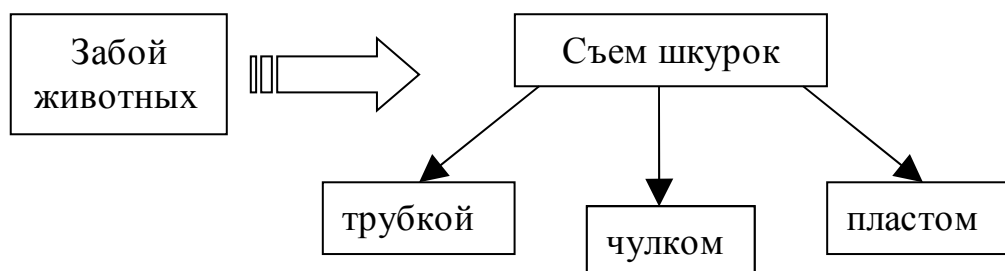 Забой
животных
Съем шкурок
трубкой
чулком
пластом